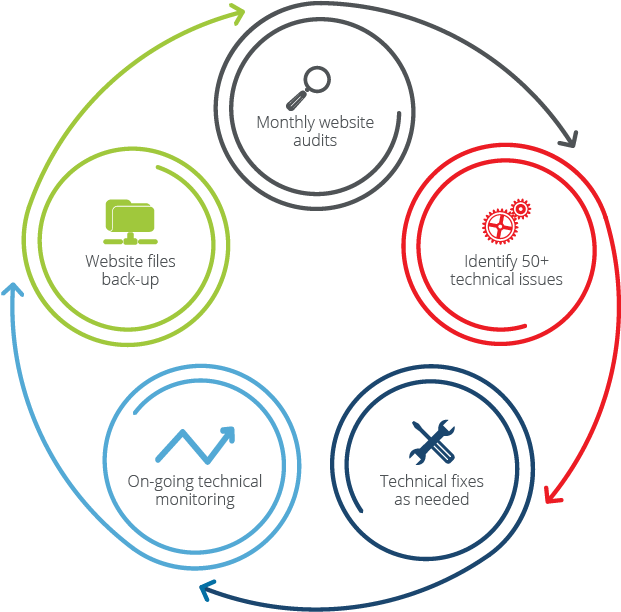 Monthly website
audits
Identify 50+
technical issues
Technical fixes
as needed
On-going technical
monitoring
Website files
back-up